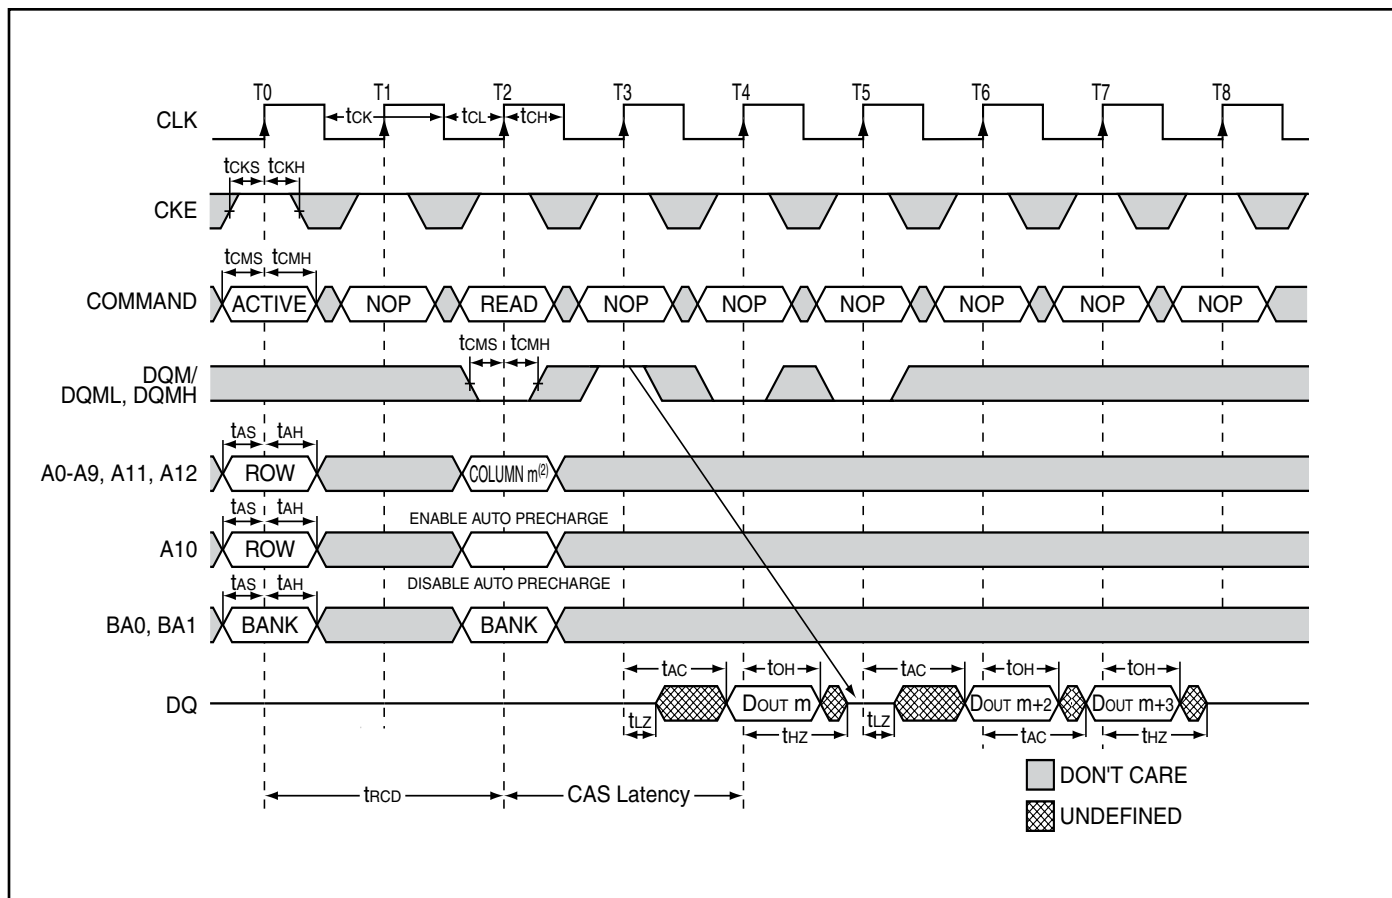 T0 T1 T2 T3 T4 T5 T6 T7 T8
CLK tCK tCL tCH
tCKS tCKH
CKE
tCMS tCMH
COMMAND ACTIVE NOP READ NOP NOP NOP NOP NOP NOP
tCMS tCMH
DQM/
DQML, DQMH
tAS tAH
A0-A9, A11, A12 ROW COLUMN m(2)
tAS tAH ENABLE AUTO PRECHARGE
A10 ROW
tAS tAH DISABLE AUTO PRECHARGE
BA0, BA1 BANK BANK
tAC tOH tAC tOH tOH
DQ DOUT m DOUT m+2 DOUT m+3
tLZ tHZ tLZ tAC tHZ
DON'T CARE
tRCD CAS Latency
UNDEFINED